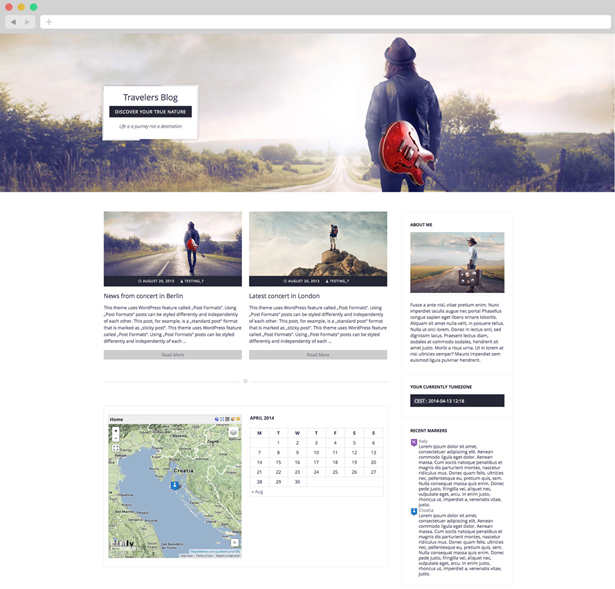 Travelers Blog
DISCOVER YOUR TRUE NATURE
Life is a journey not a destination
AUGUST 20, 2013 TESTING_T
AUGUST 20, 2013 TESTING_T
News from concert in Berlin
This theme uses WordPress feature
called „Post Formats". Using
„Post Formats" posts can be
styled differently and independently
of each other. This post, for
example, is a „standard post" format
that is marked as „sticky post". This
theme uses WordPress feature
called „Post Formats". Using „Post
Formats" posts can be styled
differently and independently of
each ...
Read More
Latest concert in London
This theme uses WordPress feature
called „Post Formats". Using
„Post Formats" posts can be
styled differently and independently
of each other. This post, for
example, is a „standard post" format
that is marked as „sticky post". This
theme uses WordPress feature
called „Post Formats". Using „Post
Formats" posts can be styled
differently and independently of
each ...
Read More
ABOUT ME
Fusce a ante nisl, vitae pretium enim. Nunc
imperdiet iaculis augue nec porta! Phasellus
congue sapien eget libero ornare lobortis.
Aliquam sit amet nulla velit, in posuere tellus.
Nulla ut orci lorem. Donec in lectus orci, sed
dignissim lacus. Praesent lectus diam,
sodales at commodo sodales, hendrerit sit
amet justo. Morbi a risus urna. Ut in lorem at
nisi ultricies semper? Mauris imperdiet sem
euismod ligula pulvinar hendrerit.
YOUR CURRENTLY TUMEZONE
CEST : 2014-04-13 12:18
RECENT MARKERS
Italy
Lorem ipsum dolor sit amet,
consectetuer adipiscing elit. Aenean
commodo ligula eget dolor. Aenean
massa. Cum sociis natoque penatibus et
magnis dis parturient montes, nascetur
ridiculus mus. Donec quam felis, ultricies
nec, pellentesque eu, pretium quis, sem.
Nulla consequat massa quis enim. Donec
pede justo, fringilla vel, aliquet nec,
vulputate eget, arcu. In enim justo,
rhoncus ut, imperdiet a, venenatis vitae,
justo.
Croatia
Lorem ipsum dolor sit amet,
consectetuer adipiscing elit. Aenean
commodo ligula eget dolor. Aenean
massa. Cum sociis natoque penatibus et
magnis dis parturient montes, nascetur
ridiculus mus. Donec quam felis, ultricies
nec, pellentesque eu, pretium quis, sem.
Nulla consequat massa quis enim. Donec
pede justo, fringilla vel, aliquet nec,
vulputate eget, arcu. In enim justo,
rhoncus ut, imperdiet a, venenatis vitae,
justo.
Home
Croatia
Italy
APRIL 2014
M T W T F S S
1 2 3 4 5 6
7 8 9 10 11 12 13
14 15 16 17 18 19 20
21 22 23 24 25 26 27
28 29 30
« Aug